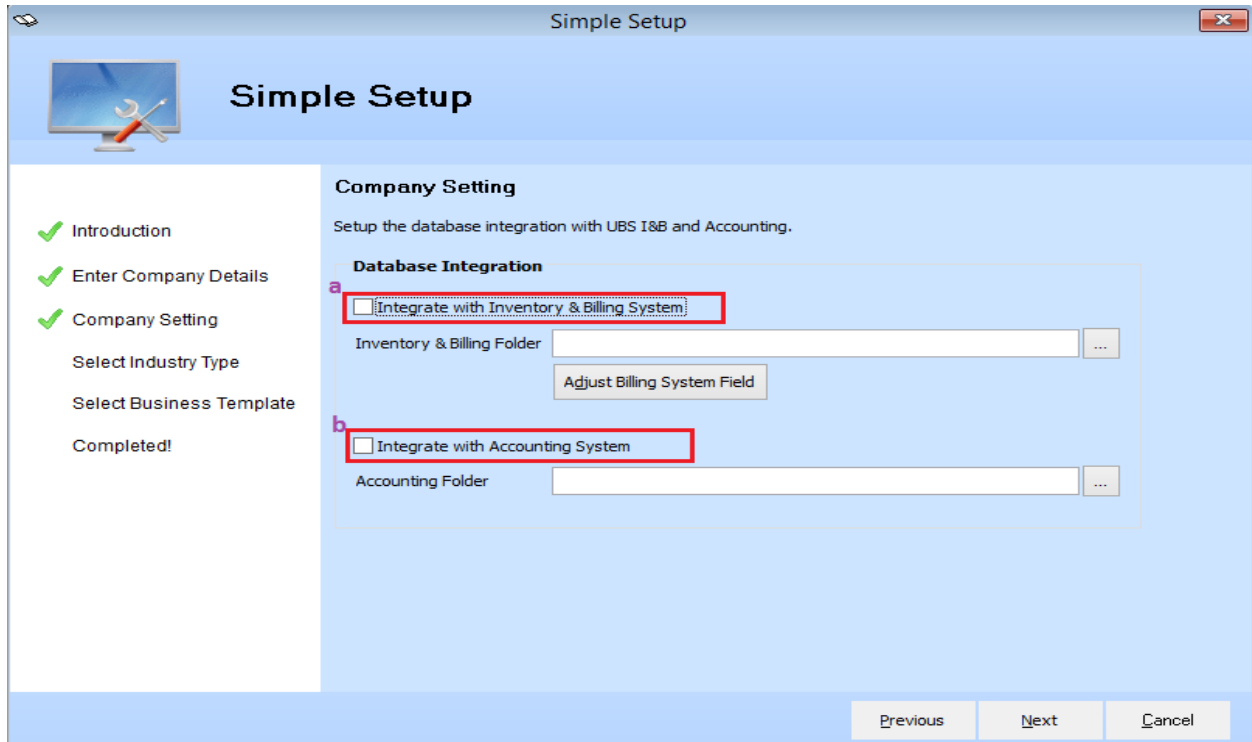 Simple Setup
Simple Setup
Introduction
Enter Company Details
Company Setting
Select Industry Type
Select Business Template
Completed!
Company Setting
Setup the database integration with UBS I&B and Accounting.
Database Integration
a
Integrate with Inventory & Billing System
Inventory & Billing Folder
...
Adjust Billing System Field
b
Integrate with Accounting System
Accounting Folder
...
Previous Next Cancel